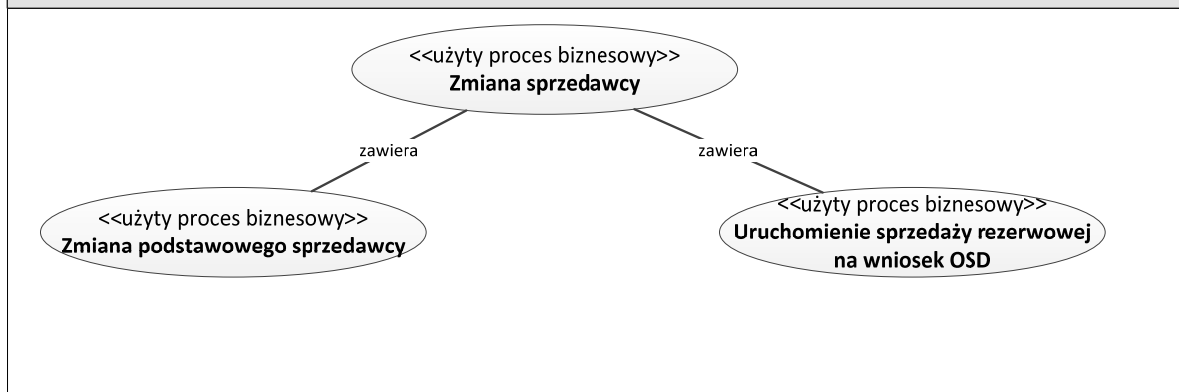 <<użyty proces biznesowy>>
Zmiana sprzedawcy
zawiera
zawiera
<<użyty proces biznesowy>>
Zmiana podstawowego sprzedawcy
<<użyty proces biznesowy>>
Uruchomienie sprzedaży rezerwowej
na wniosek OSD